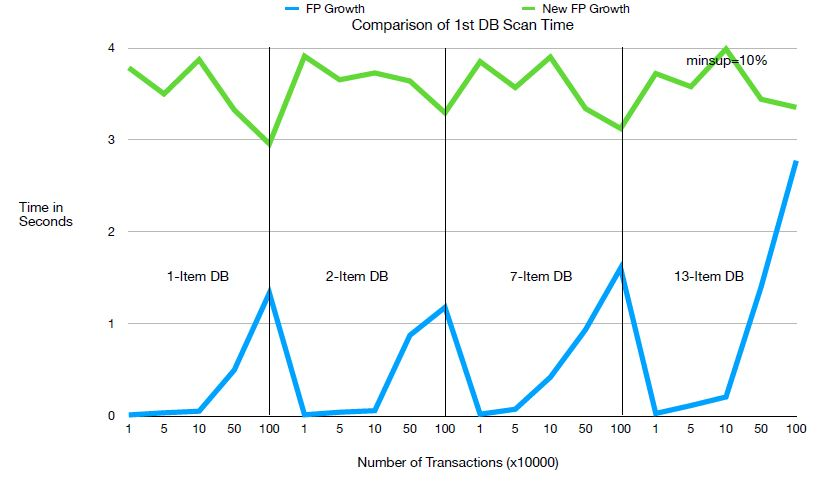 FP Growth New FP Growth
Comparison of 1st DB Scan Time
4
minsup=10%
3
Time in
Seconds
2
1-Item DB 2-Item DB 7-Item DB 13-Item DB
1
0
1 5 10 50 100 1 5 10 50 100 1 5 10 50 100 1 5 10 50 100
Number of Transactions (x10000)